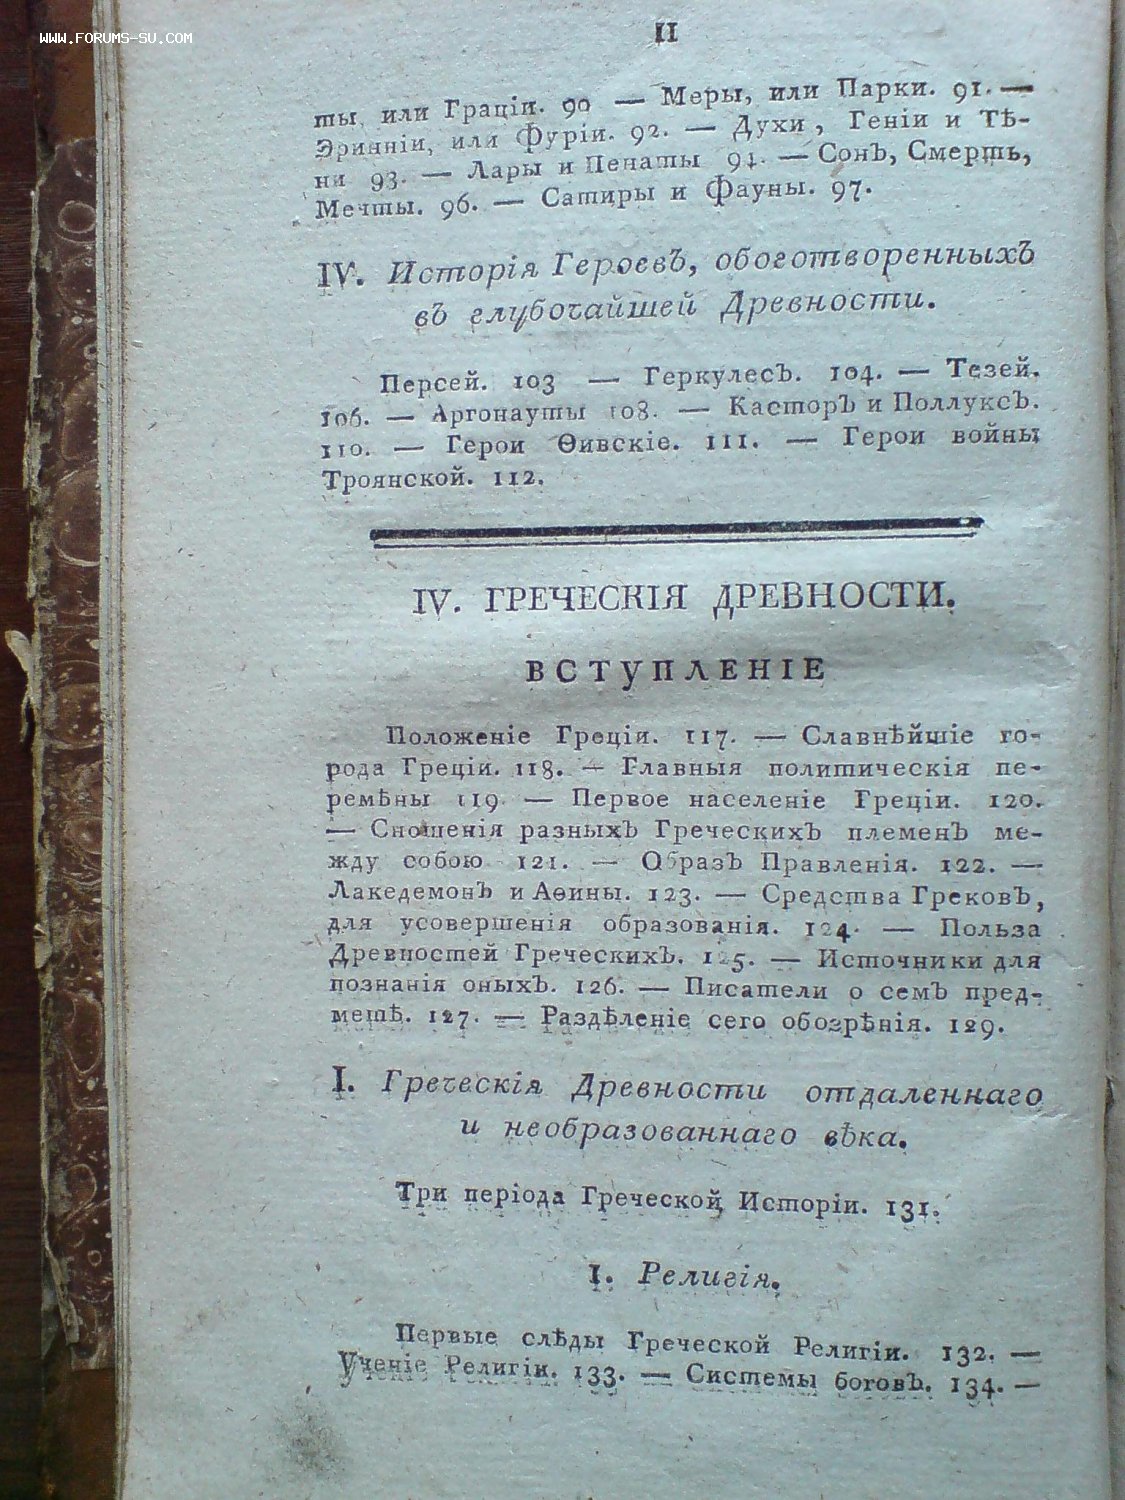 WWW.FORUMS-SU.COM
II
ты, или Граціи. 90 — Меры, или Парки. 91. —
Эринніи, или Фуріи. 92. — Духи, Геніи и Тѣ-
ни 93. — Лары и Пенаты 94. — Сонъ, Смерть,
Мечты. 96. — Сатиры и Фауны. 97.
IV. Исторія Героевъ, обоготворенныхъ
въ глубочайшей Древности.
Персей. 103 — Геркулесъ. 104. — Тезей.
106. — Аргонауты 108. — Касторъ и Поллуксъ.
110. — Герои Ѳивскіе. 111. — Герои войны
Троянской. 112.
IV. ГРЕЧЕСКІЯ ДРЕВНОСТИ.
ВСТУПЛЕНІЕ
Положеніе Греціи. 117. — Славнѣйшіе го-
рода Греціи. 118. — Главныя политическія пе-
ремѣны 119 — Первое населеніе Греціи. 120.
— Сношенія разныхъ Греческихъ племенъ ме-
жду собою 121. — Образъ Правленія. 122. —
Лакедемонъ и Аѳины. 123. — Средства Грековъ,
для усовершенія образованія. 124. — Польза
Древностей Греческихъ. 125. — Источники для
познанія оныхъ. 126. — Писатели о семъ пред-
метѣ. 127. — Раздѣленіе сего обозрѣнія. 129.
I. Греческія Древности отдаленнаго
и необразованнаго вѣка.
Три періода Греческой Исторіи. 131.
I. Религія.
Первые слѣды Греческой Религіи. 132. —
Ученіе Религіи. 133. — Системы боговъ. 134. —